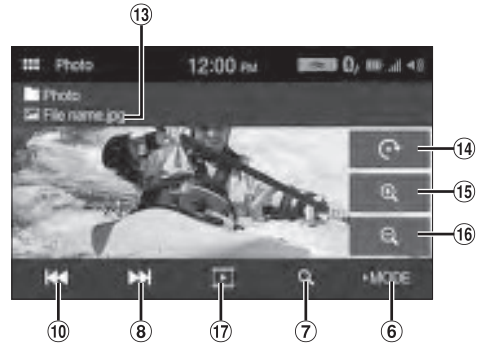 ⑬
Photo 12:00 PM
Photo
File name.jpg
⑭
⑮
⑯
+MODE
⑩ ⑧ ⑰ ⑦ ⑥